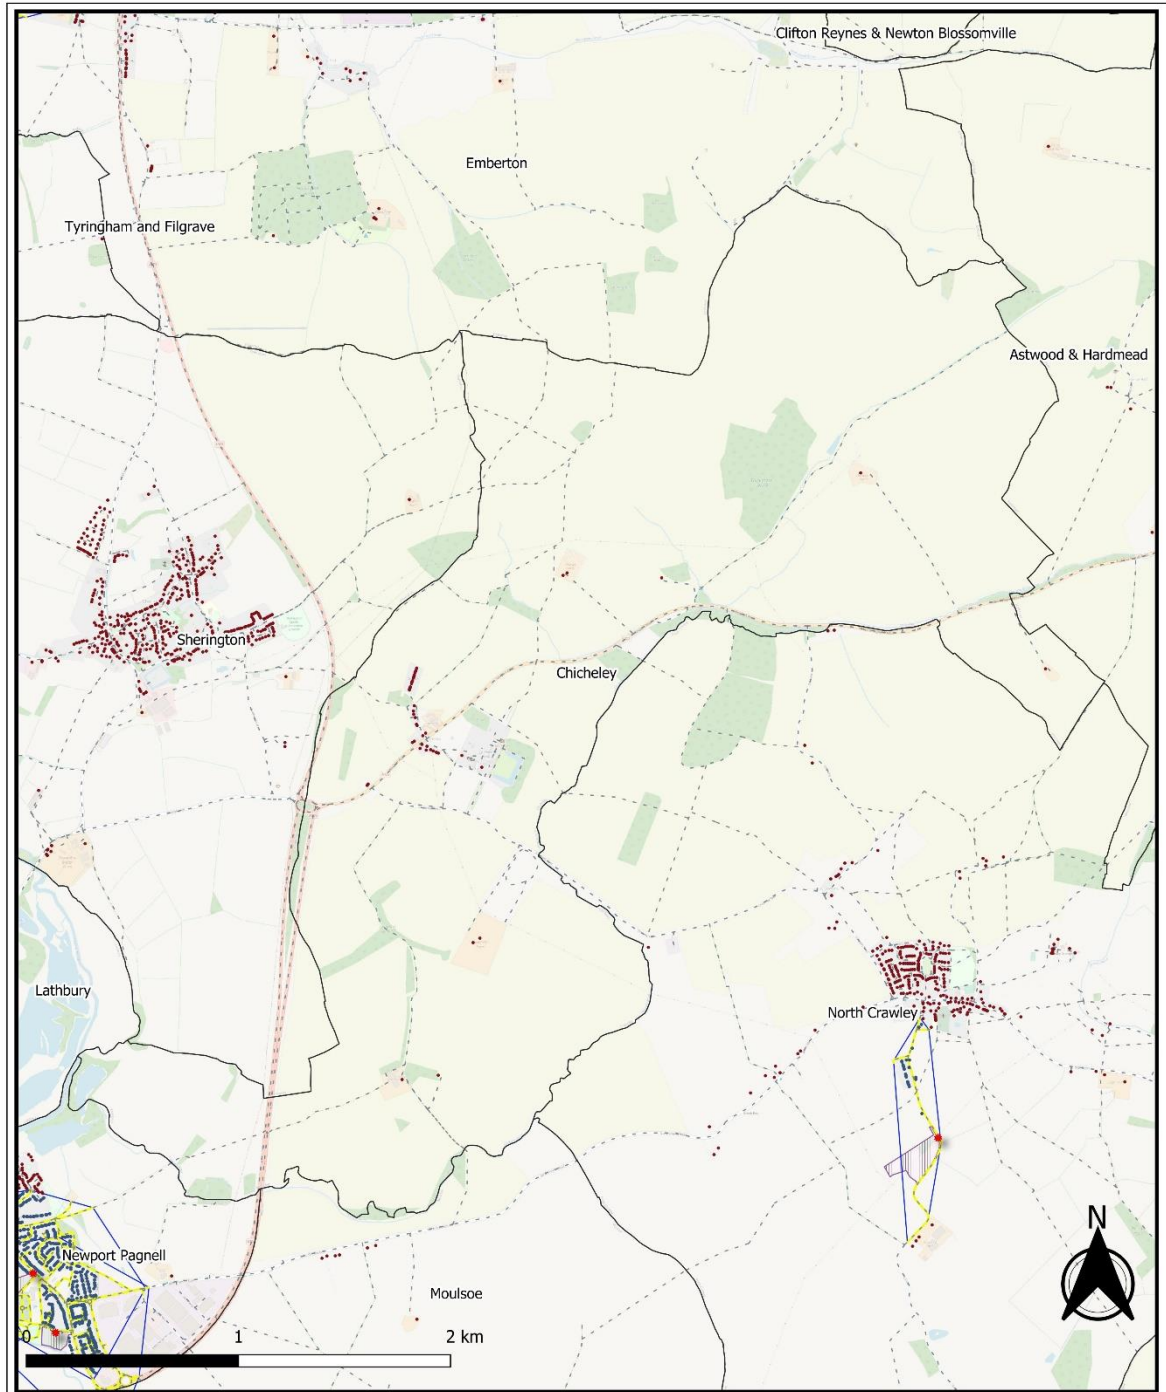 Clifton Reynes & Newton Blossomville
Emberton
Tyringham and Filgrave
Astwood & Hardmead
Sherington
Chicheley
Lathbury
North Crawley
Newport Pagnell
Moulsoe
N
0 1 2 km